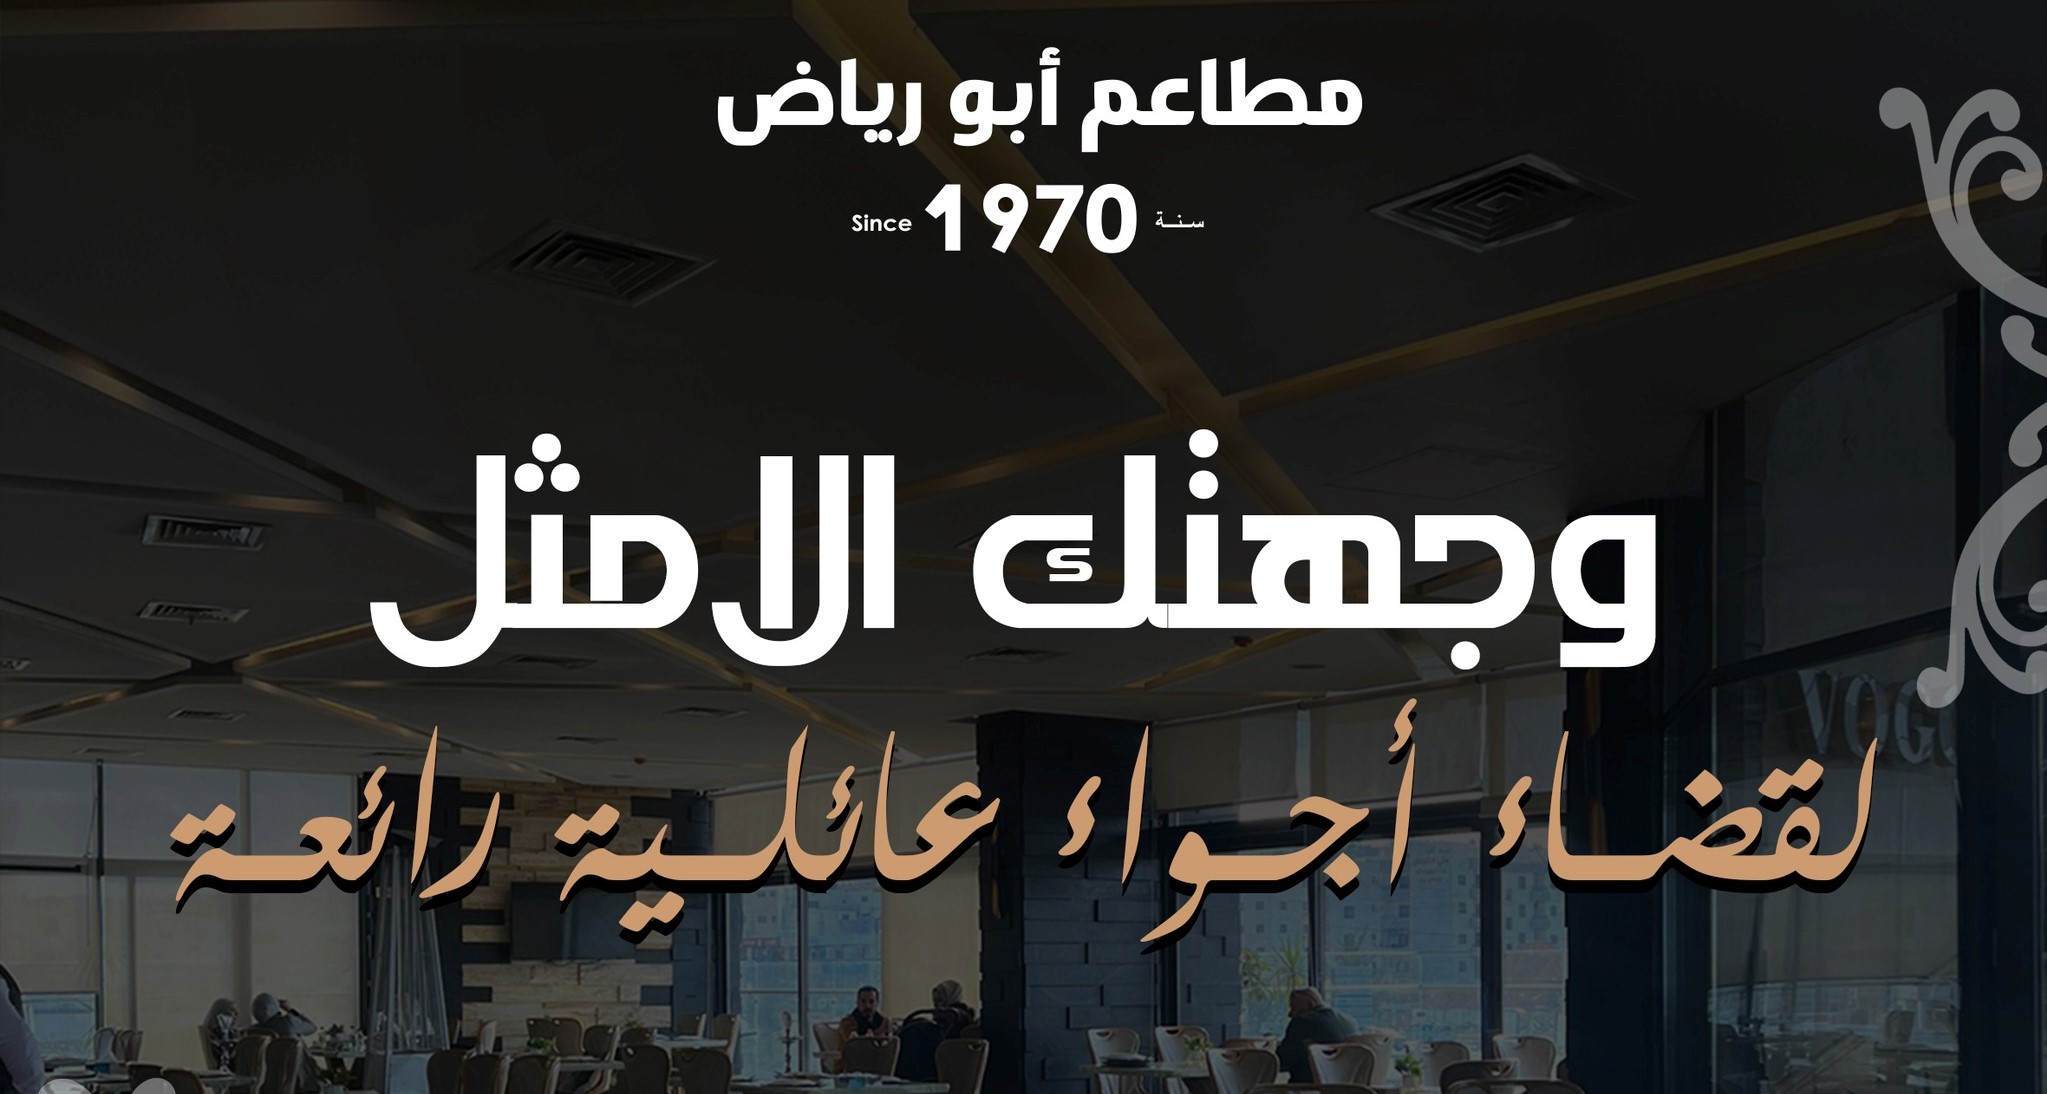 مطاعم أبو رياض
Since 1970 سنة
وجهتك الامثل
لقضاء أجواء عائلية رائعة